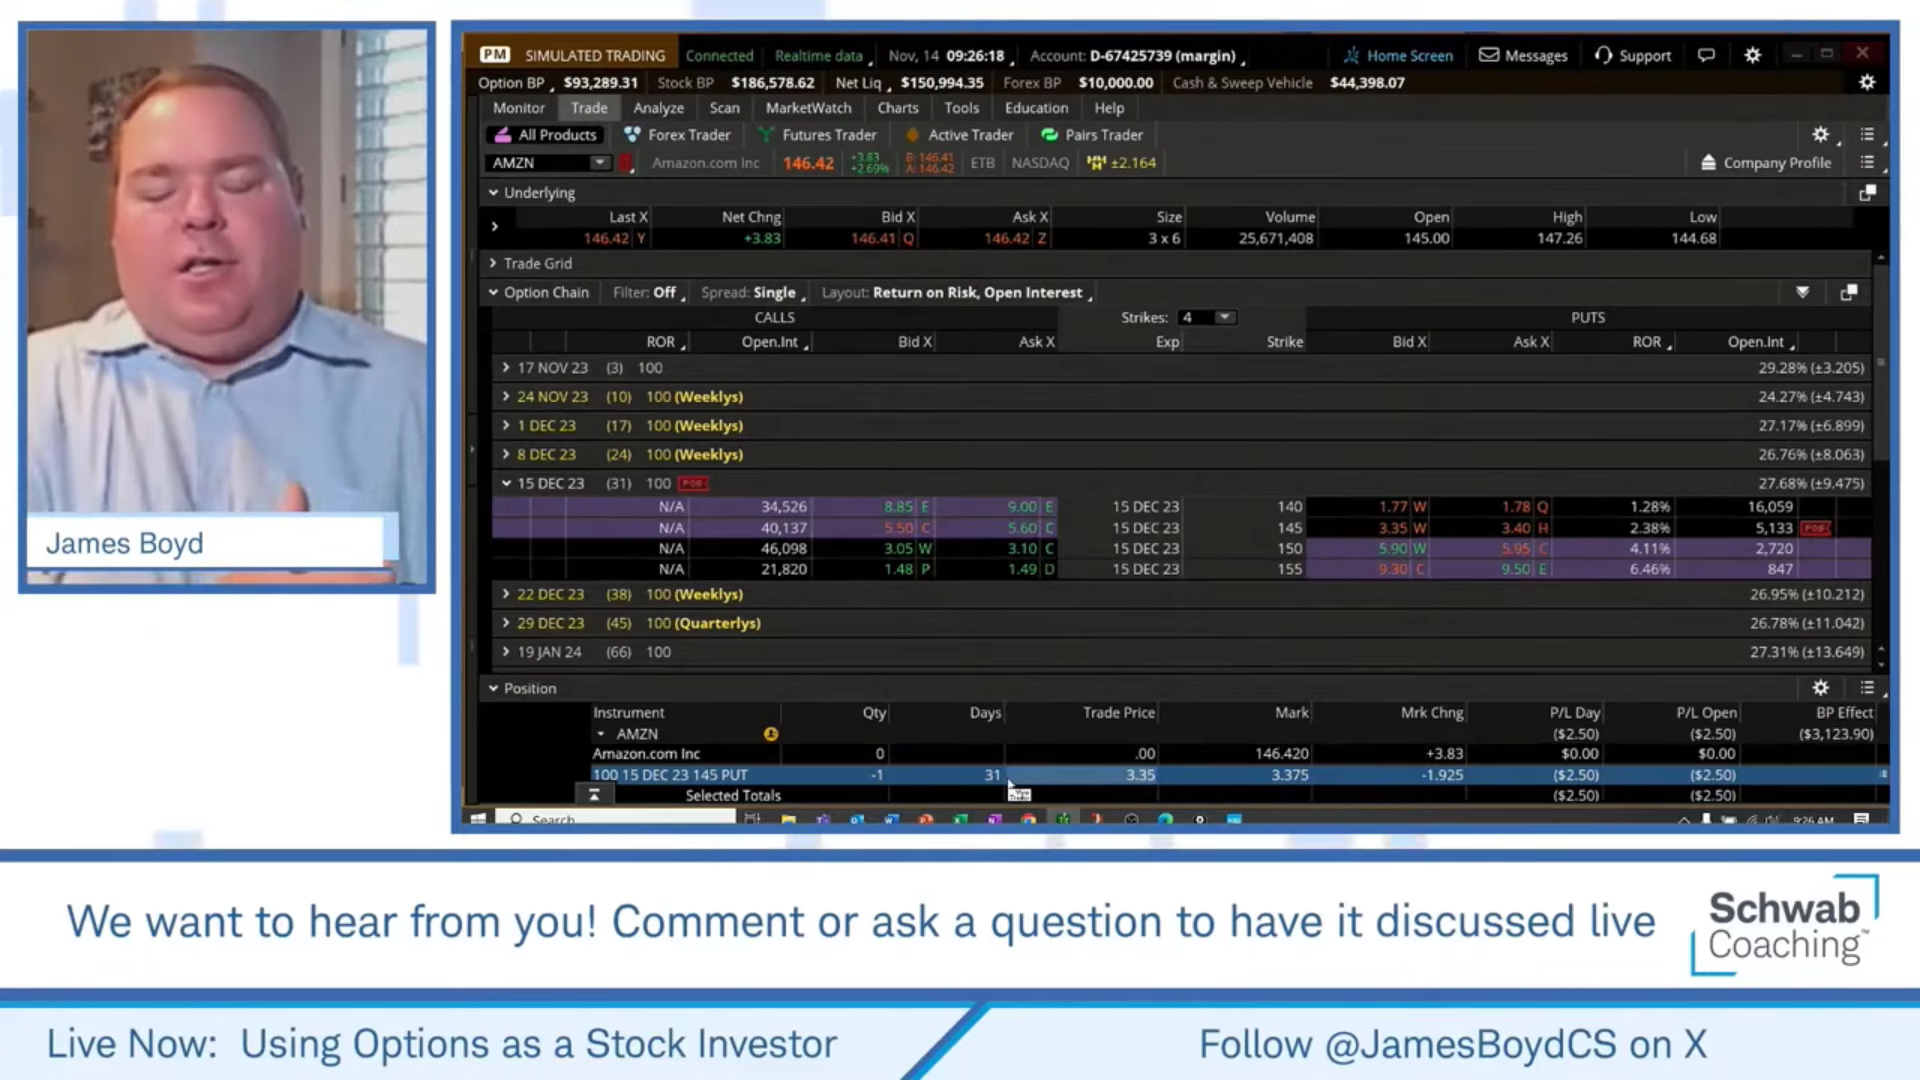 PM SIMULATED TRADING Connected Realtime data Nov, 14 09:26:18 Account: D-67425739 (margin) Home Screen Messages Support
Option BP $93,289.31 Stock BP $186,578.62 Net Liq $150,994.35 Forex BP $10,000.00 Cash & Sweep Vehicle $44,398.07
Monitor Trade Analyze Scan MarketWatch Charts Tools Education Help
All Products Forex Trader Futures Trader Active Trader Pairs Trader
AMZN Amazon.com Inc 146.42 +3.83 +2.69% B: 146.41 A: 146.42 ETB NASDAQ ±2.164 Company Profile
Underlying
Last X Net Chng Bid X Ask X Size Volume Open High Low
146.42 Y +3.83 146.41 Q 146.42 Z 3 x 6 25,671,408 145.00 147.26 144.68
Trade Grid
Option Chain Filter: Off Spread: Single Layout: Return on Risk, Open Interest
CALLS Strikes: 4 PUTS
ROR Open.Int Bid X Ask X Exp Strike Bid X Ask X ROR Open.Int
17 NOV 23 (3) 100 29.28% (±3.205)
24 NOV 23 (10) 100 (Weeklys) 24.27% (±4.743)
1 DEC 23 (17) 100 (Weeklys) 27.17% (±6.899)
8 DEC 23 (24) 100 (Weeklys) 26.76% (±8.063)
15 DEC 23 (31) 100 POS 27.68% (±9.475)
N/A 34,526 8.85 E 9.00 E 15 DEC 23 140 1.77 W 1.78 Q 1.28% 16,059
N/A 40,137 5.50 C 5.60 C 15 DEC 23 145 3.35 W 3.40 H 2.38% 5,133 POS
N/A 46,098 3.05 W 3.10 C 15 DEC 23 150 5.90 W 5.95 C 4.11% 2,720
N/A 21,820 1.48 P 1.49 D 15 DEC 23 155 9.30 C 9.50 E 6.46% 847
22 DEC 23 (38) 100 (Weeklys) 26.95% (±10.212)
29 DEC 23 (45) 100 (Quarterlys) 26.78% (±11.042)
19 JAN 24 (66) 100 27.31% (±13.649)
Position
Instrument Qty Days Trade Price Mark Mrk Chng P/L Day P/L Open BP Effect
AMZN ($2.50) ($2.50) ($3,123.90)
Amazon.com Inc 0 .00 146.420 +3.83 $0.00 $0.00
100 15 DEC 23 145 PUT -1 31 3.35 3.375 -1.925 ($2.50) ($2.50)
Selected Totals ($2.50) ($2.50)
Search 9:26 AM
James Boyd
We want to hear from you! Comment or ask a question to have it discussed live
Schwab
Coaching™
Live Now: Using Options as a Stock Investor
Follow @JamesBoydCS on X